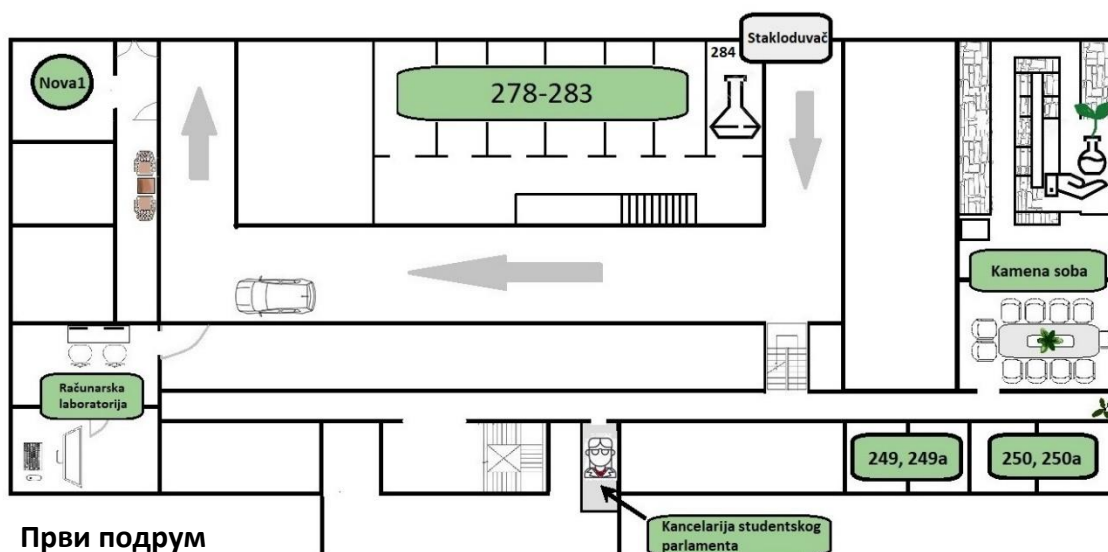 Stakloduvač
284
Nova1
278-283
Kamena soba
Računarska
laboratorija
249, 249a
250, 250a
Kancelarija studentskog
parlamenta
Први подрум